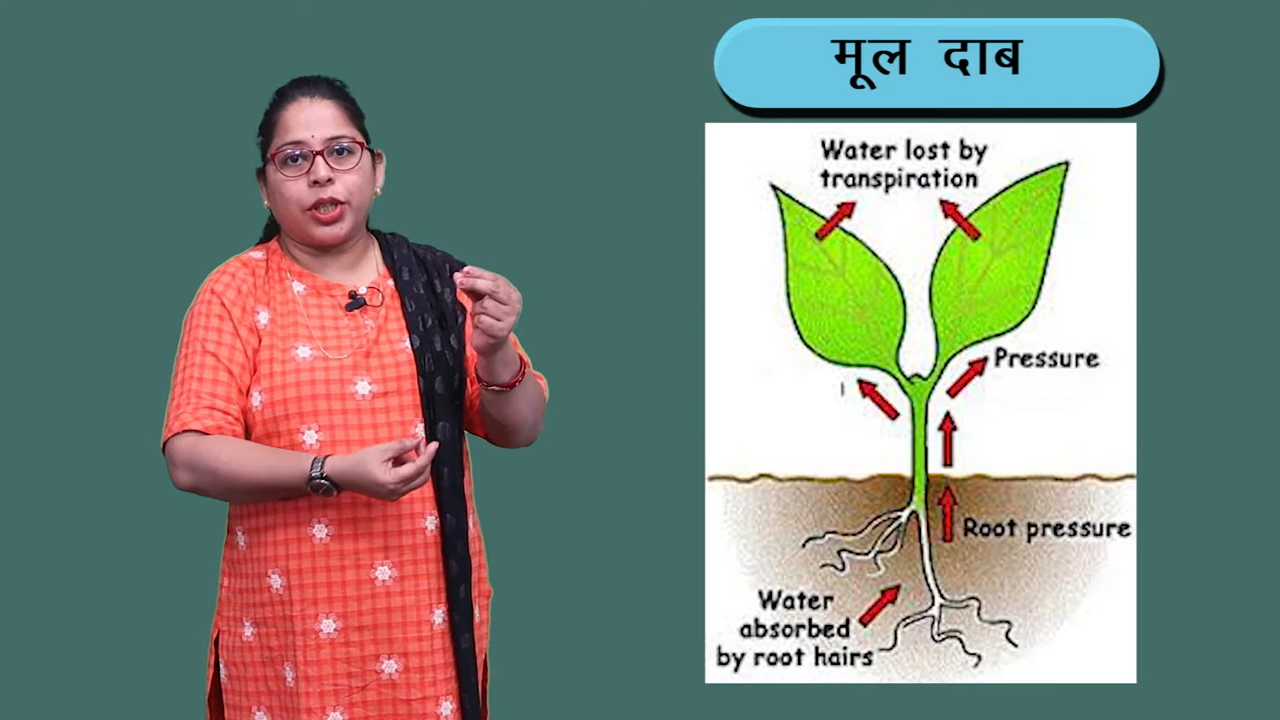 मूल दाब
Water lost by
transpiration
Pressure
Root pressure
Water
absorbed
by root hairs